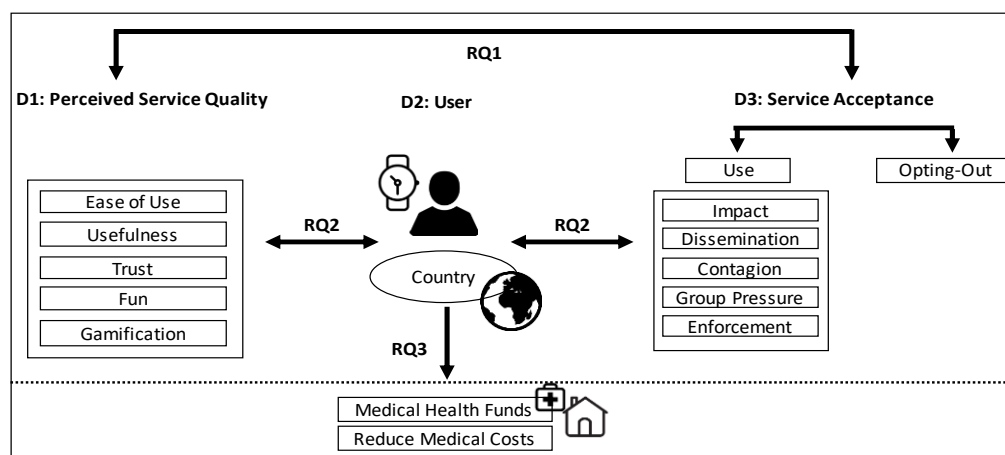 RQ1
D1: Perceived Service Quality
D2: User
D3: Service Acceptance
Use
Opting-Out
Ease of Use
Usefulness
Trust
Fun
Gamification
RQ2
Country
RQ2
Impact
Dissemination
Contagion
Group Pressure
Enforcement
RQ3
Medical Health Funds
Reduce Medical Costs